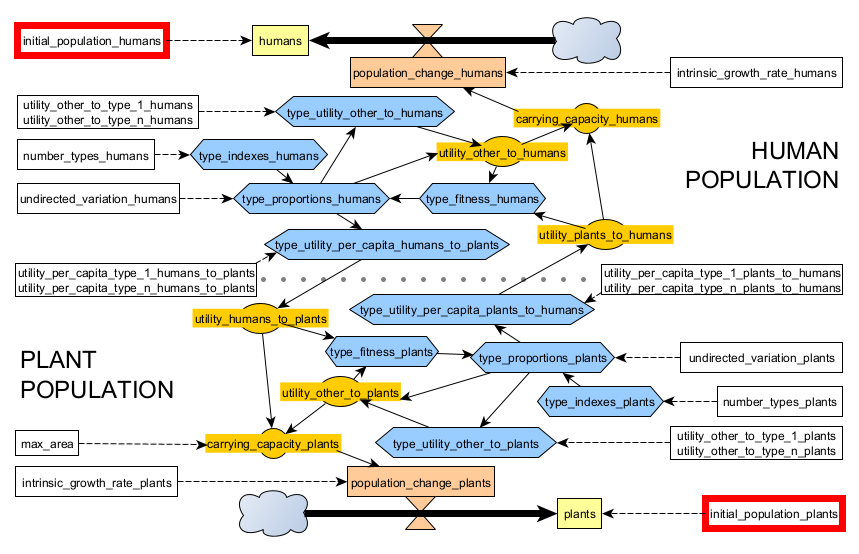 initial_population_humans
humans
population_change_humans
intrinsic_growth_rate_humans
utility_other_to_type_1_humans
utility_other_to_type_n_humans
type_utility_other_to_humans
carrying_capacity_humans
number_types_humans
type_indexes_humans
utility_other_to_humans
HUMAN
POPULATION
undirected_variation_humans
type_proportions_humans
type_fitness_humans
utility_plants_to_humans
type_utility_per_capita_humans_to_plants
utility_per_capita_type_1_humans_to_plants
utility_per_capita_type_n_humans_to_plants
utility_per_capita_type_1_plants_to_humans
utility_per_capita_type_n_plants_to_humans
type_utility_per_capita_plants_to_humans
utility_humans_to_plants
PLANT
POPULATION
type_fitness_plants
type_proportions_plants
undirected_variation_plants
utility_other_to_plants
type_indexes_plants
number_types_plants
max_area
carrying_capacity_plants
type_utility_other_to_plants
utility_other_to_type_1_plants
utility_other_to_type_n_plants
intrinsic_growth_rate_plants
population_change_plants
plants
initial_population_plants